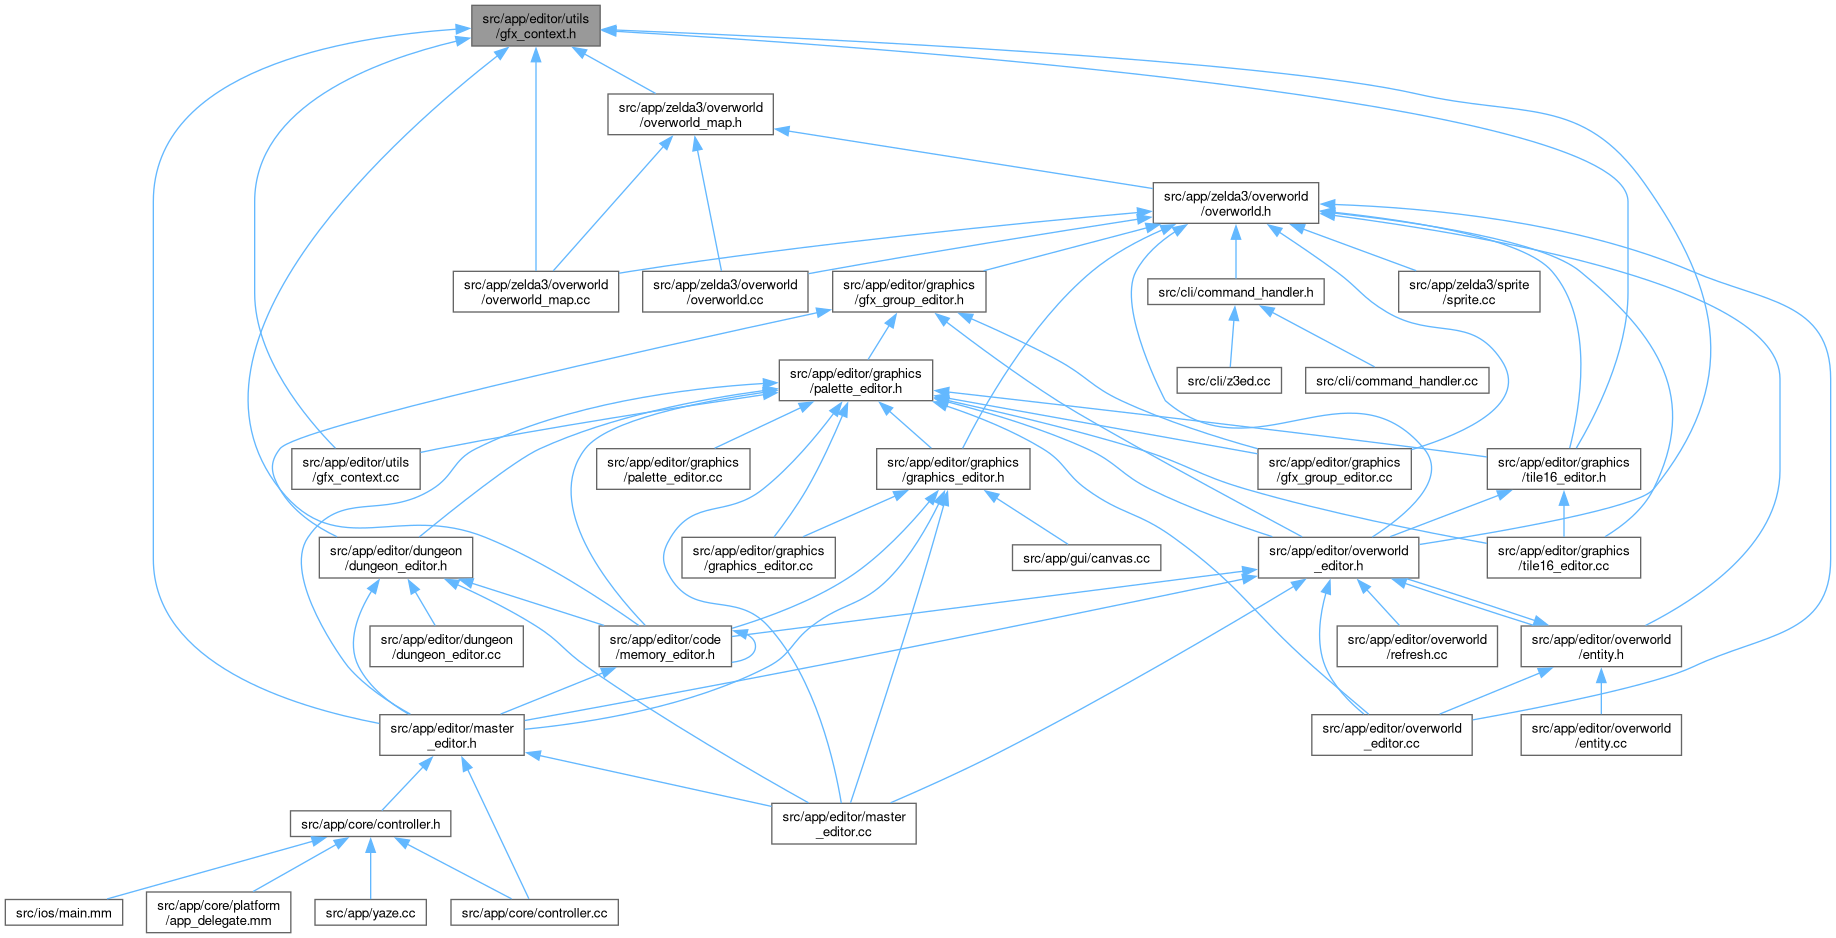 src/app/editor/utils
/gfx_context.h
src/app/zelda3/overworld
/overworld_map.h
src/app/zelda3/overworld
/overworld.h
src/app/zelda3/overworld
/overworld_map.cc
src/app/zelda3/overworld
/overworld.cc
src/app/editor/graphics
/gfx_group_editor.h
src/cli/command_handler.h
src/app/zelda3/sprite
/sprite.cc
src/app/editor/graphics
/palette_editor.h
src/cli/z3ed.cc
src/cli/command_handler.cc
src/app/editor/utils
/gfx_context.cc
src/app/editor/graphics
/palette_editor.cc
src/app/editor/graphics
/graphics_editor.h
src/app/editor/graphics
/gfx_group_editor.cc
src/app/editor/graphics
/tile16_editor.h
src/app/editor/dungeon
/dungeon_editor.h
src/app/editor/graphics
/graphics_editor.cc
src/app/gui/canvas.cc
src/app/editor/overworld
_editor.h
src/app/editor/graphics
/tile16_editor.cc
src/app/editor/dungeon
/dungeon_editor.cc
src/app/editor/code
/memory_editor.h
src/app/editor/overworld
/refresh.cc
src/app/editor/overworld
/entity.h
src/app/editor/master
_editor.h
src/app/editor/overworld
_editor.cc
src/app/editor/overworld
/entity.cc
src/app/core/controller.h
src/app/editor/master
_editor.cc
src/ios/main.mm
src/app/core/platform
/app_delegate.mm
src/app/yaze.cc
src/app/core/controller.cc